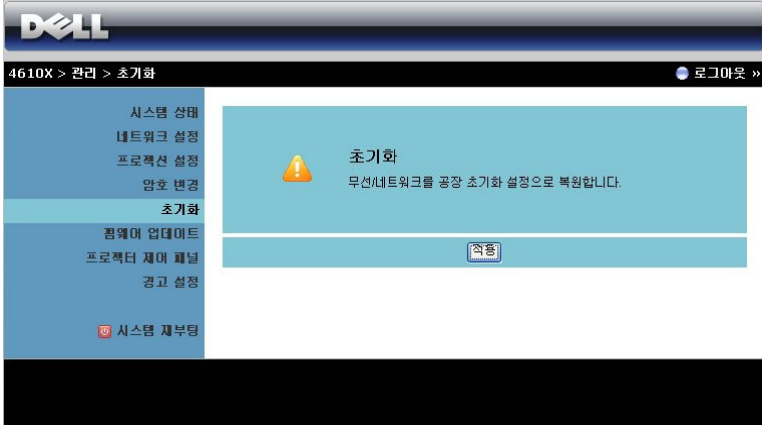 DELL
4610X > 관리 > 초기화
로그아웃 »
시스템 상태
네트워크 설정
프로젝션 설정
암호 변경
초기화
펌웨어 업데이트
프로젝터 제어 패널
경고 설정
시스템 재부팅
초기화
무선/네트워크를 공장 초기화 설정으로 복원합니다.
적용